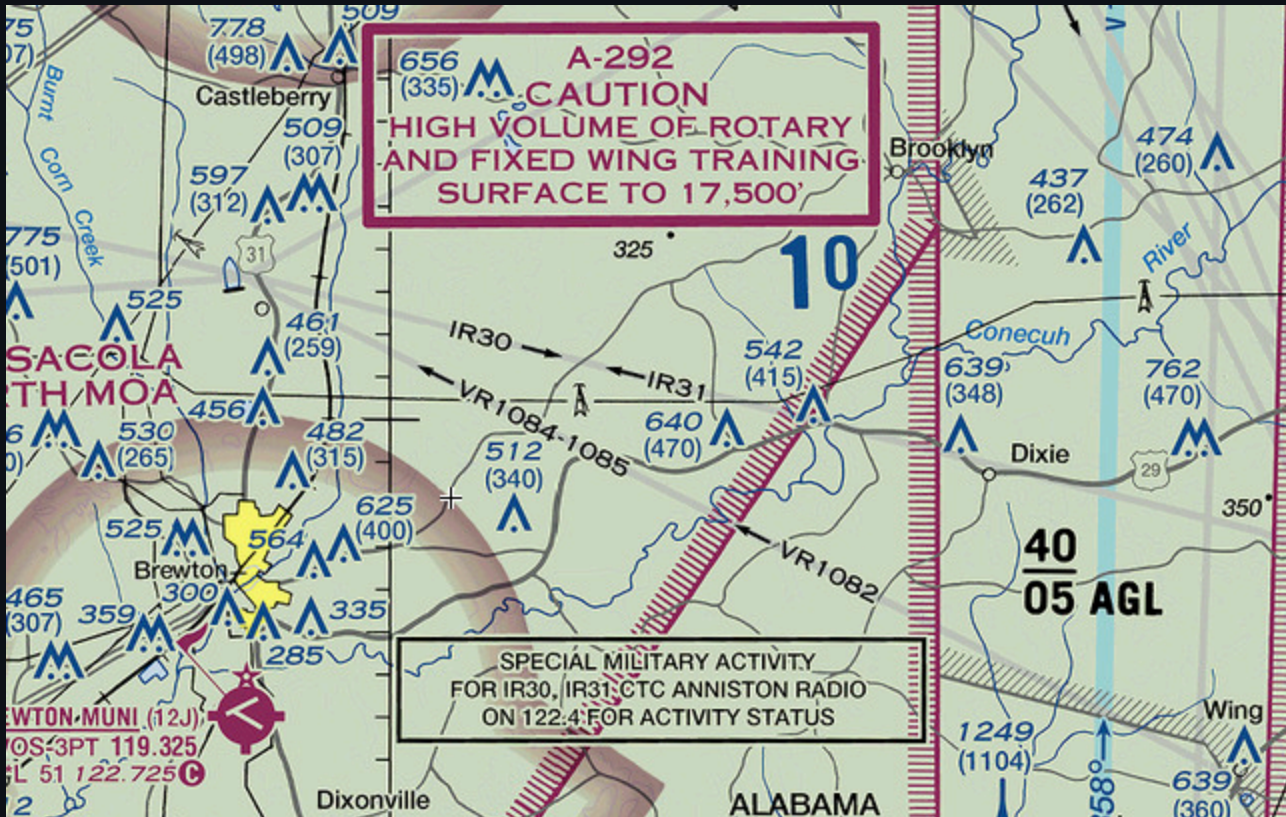 509
778
(498)
75
07)
656
(335)
A-292
CAUTION
HIGH VOLUME OF ROTARY
AND FIXED WING TRAINING
SURFACE TO 17,500'
Castleberry
Burnt
Corn
Creek
509
(307)
597
(312)
Brooklyn
474
(260)
437
(262)
775
(501)
31
325
10
River
525
461
(259)
IR30
IR31
VR1084-1085
542
(415)
Conecuh
639
(348)
762
(470)
SACOLA
RTH MOA
456
640
(470)
6
0)
530
(265)
482
(315)
512
(340)
Dixie
29
350
625
(400)
525
564
Brewton
300
VR1082
40
05 AGL
465
(307)
359
335
285
SPECIAL MILITARY ACTIVITY
FOR IR30, IR31 CTC ANNISTON RADIO
ON 122.4 FOR ACTIVITY STATUS
EWTON MUNI (12J)
WOS-3PT 119.325
L 51 122.725 C
2
1249
(1104)
Wing
639
(360)
358°
Dixonville
ALABAMA